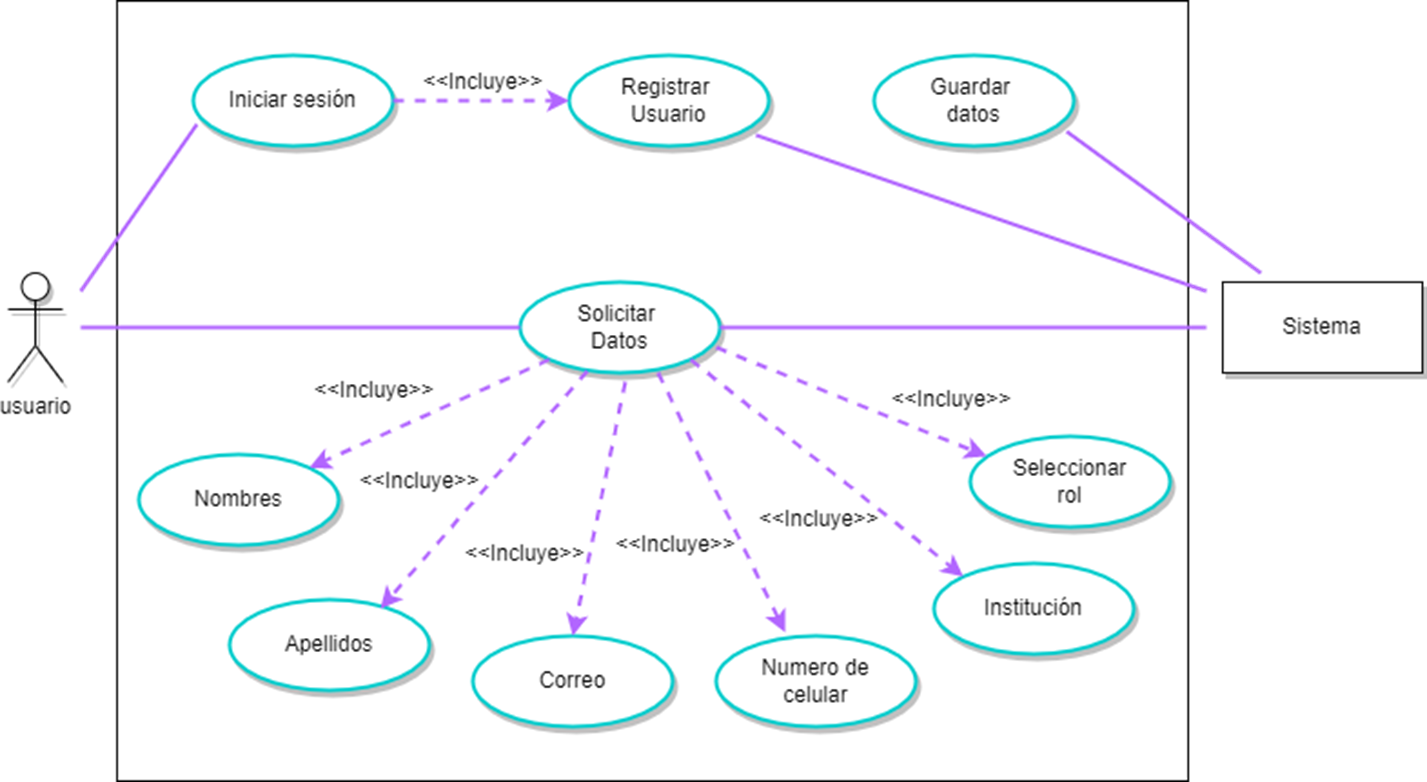 <<Incluye>>
Iniciar sesión
Registrar
Usuario
Guardar
datos
Solicitar
Datos
Sistema
usuario
<<Incluye>>
<<Incluye>>
Seleccionar
rol
<<Incluye>>
Nombres
<<Incluye>>
<<Incluye>>
<<Incluye>>
Institución
Apellidos
Correo
Numero de
celular